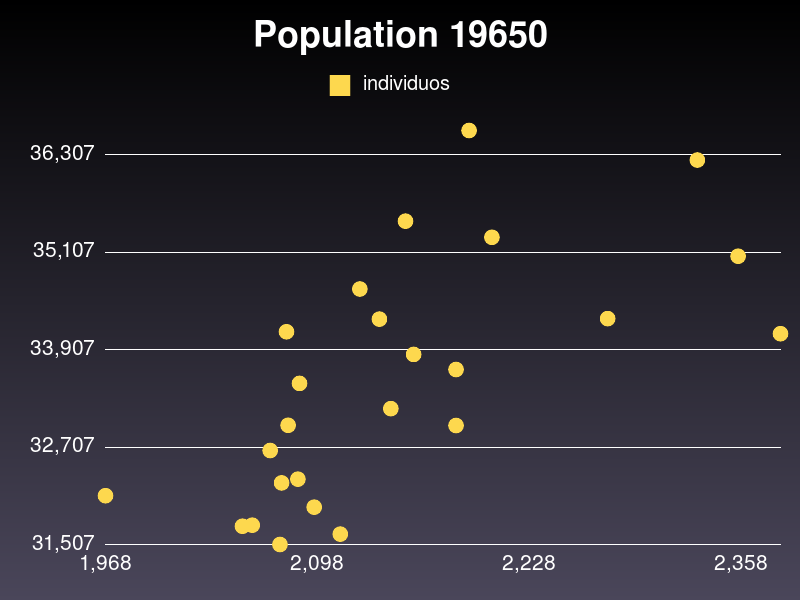 Population 19650
individuos
36,307
35,107
33,907
32,707
31,507
1,968 2,098 2,228 2,358